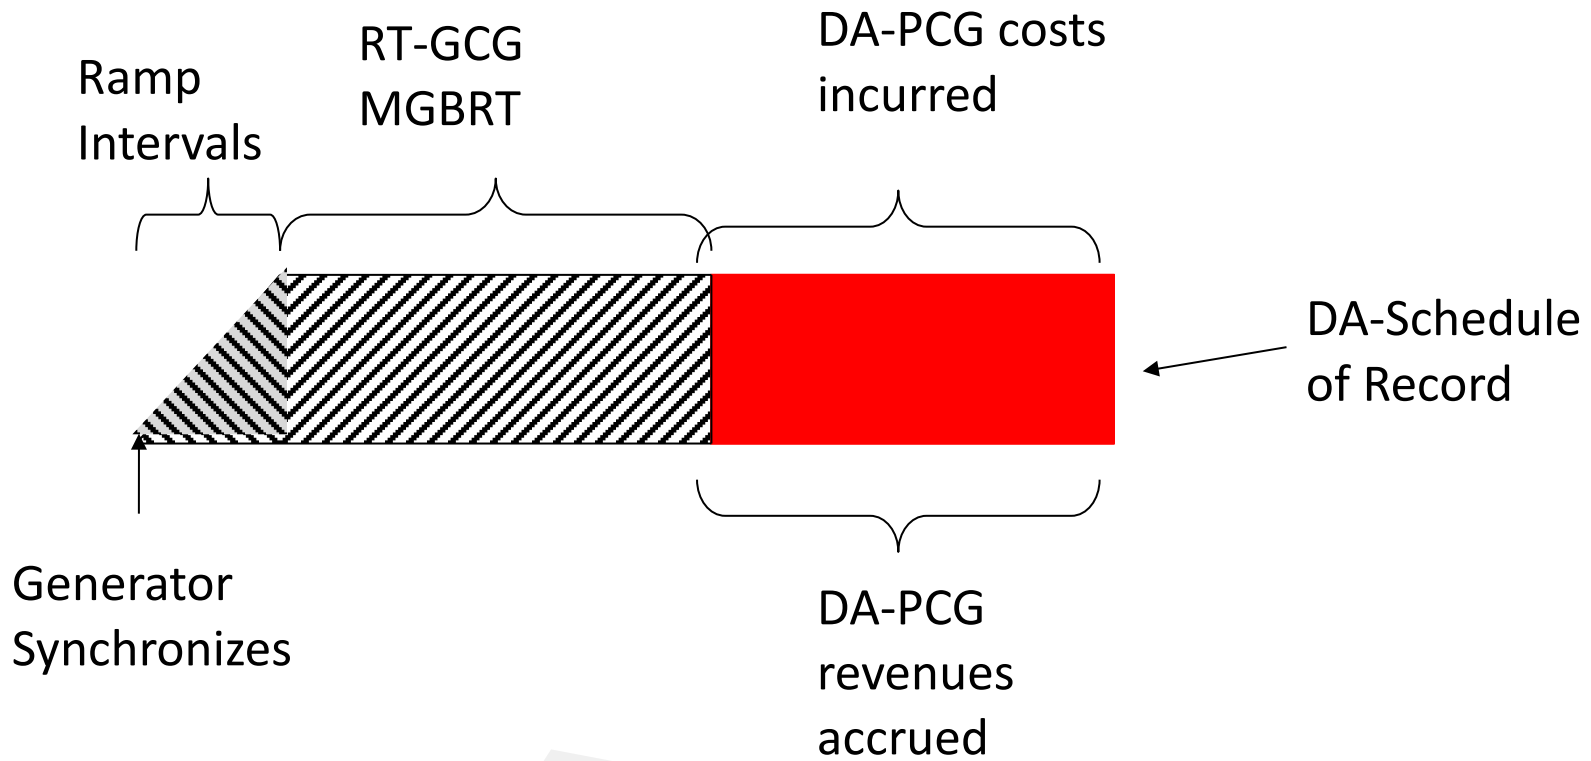 Ramp
Intervals
RT-GCG
MGBRT
DA-PCG costs
incurred
DA-Schedule
of Record
Generator
Synchronizes
DA-PCG
revenues
accrued